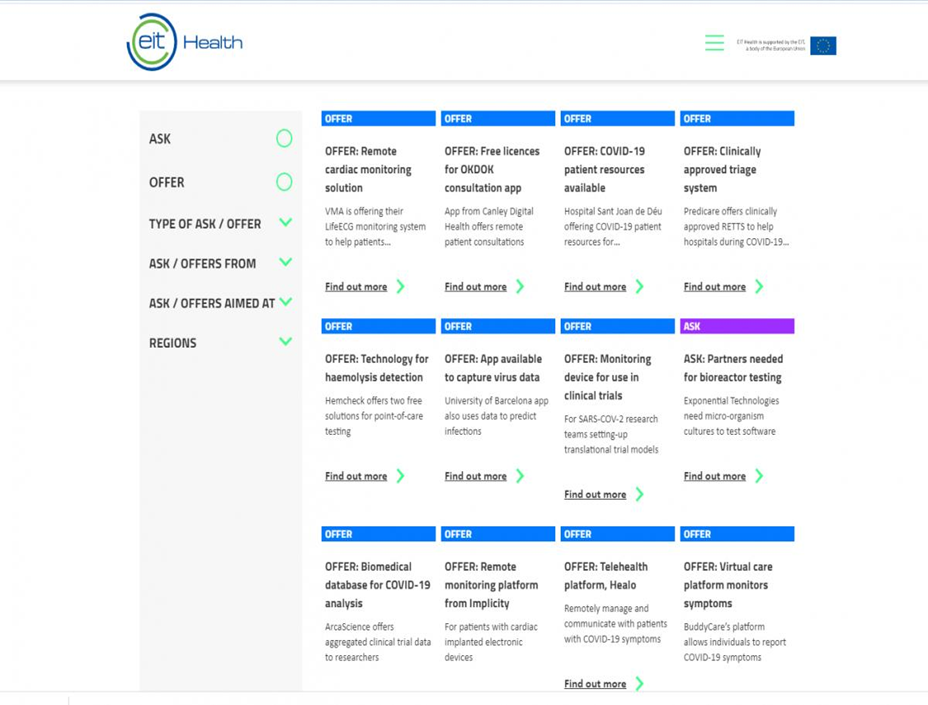 eit Health
EIT Health is supported by the EIT,
a body of the European Union
ASK
OFFER
TYPE OF ASK / OFFER
ASK / OFFERS FROM
ASK / OFFERS AIMED AT
REGIONS
OFFER
OFFER: Remote
cardiac monitoring
solution
VMA is offering their
LifeECG monitoring system
to help patients...
Find out more
OFFER
OFFER: Free licences
for OKDOK
consultation app
App from Canley Digital
Health offers remote
patient consultations
Find out more
OFFER
OFFER: COVID-19
patient resources
available
Hospital Sant Joan de Déu
offering COVID-19 patient
resources for...
Find out more
OFFER
OFFER: Clinically
approved triage
system
Predicare offers clinically
approved RETTS to help
hospitals during COVID-19...
Find out more
OFFER
OFFER: Technology for
haemolysis detection
Hemcheck offers two free
solutions for point-of-care
testing
Find out more
OFFER
OFFER: App available
to capture virus data
University of Barcelona app
also uses data to predict
infections
Find out more
OFFER
OFFER: Monitoring
device for use in
clinical trials
For SARS-COV-2 research
teams setting-up
translational trial models
Find out more
ASK
ASK: Partners needed
for bioreactor testing
Exponential Technologies
need micro-organism
cultures to test software
Find out more
OFFER
OFFER: Biomedical
database for COVID-19
analysis
ArcaScience offers
aggregated clinical trial data
to researchers
OFFER
OFFER: Remote
monitoring platform
from Implicity
For patients with cardiac
implanted electronic
devices
OFFER
OFFER: Telehealth
platform, Healo
Remotely manage and
communicate with patients
with COVID-19 symptoms
Find out more
OFFER
OFFER: Virtual care
platform monitors
symptoms
BuddyCare's platform
allows individuals to report
COVID-19 symptoms